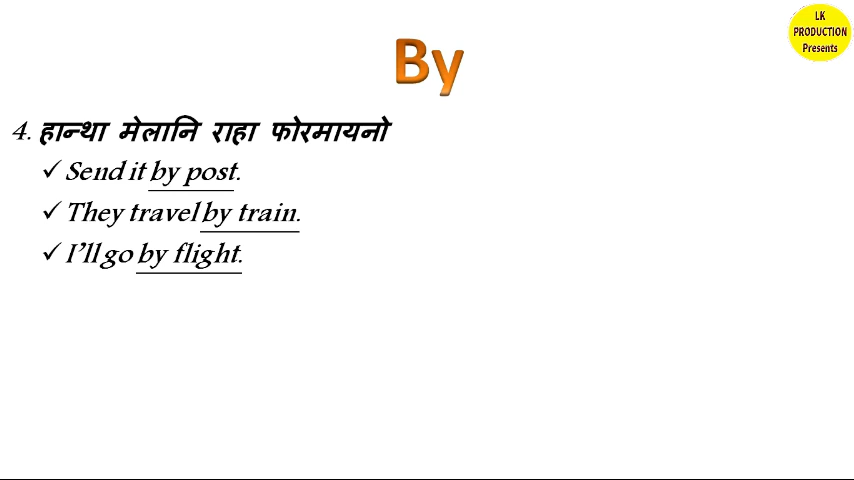 LK
PRODUCTION
Presents
By
4. हान्था मेलानि राहा फोरमायनो
✓ Send it by post.
✓ They travel by train.
✓ I’ll go by flight.